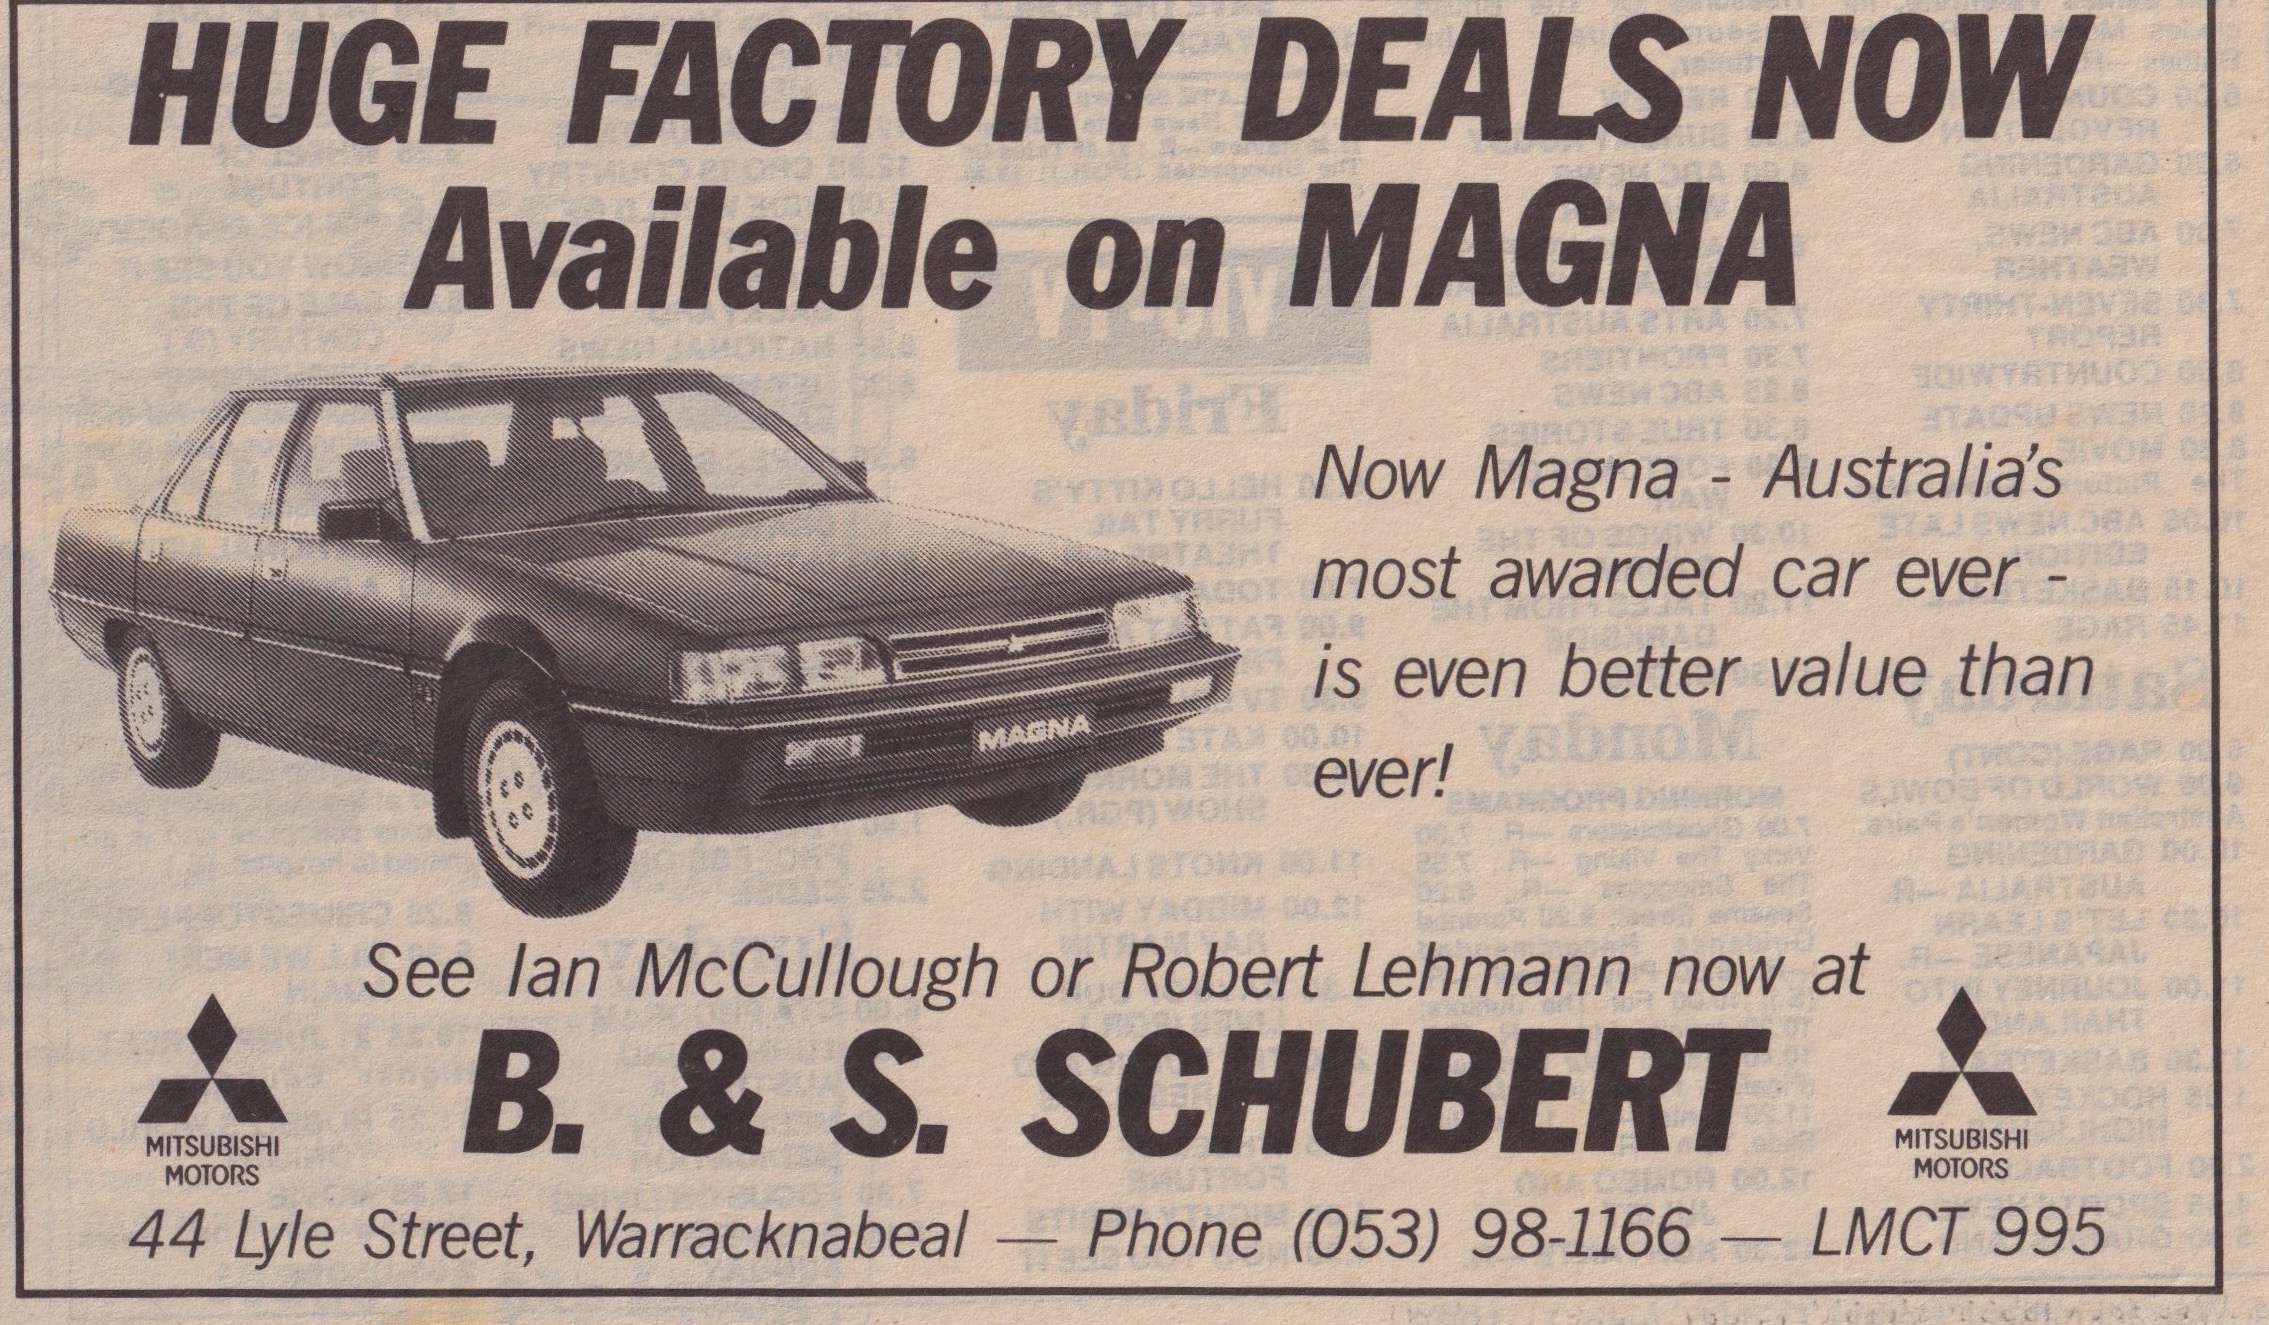 HUGE FACTORY DEALS NOW
Available on MAGNA
Now Magna - Australia's
most awarded car ever -
is even better value than
ever!
MAGNA
See Ian McCullough or Robert Lehmann now at
B. & S. SCHUBERT
MITSUBISHI
MOTORS
MITSUBISHI
MOTORS
44 Lyle Street, Warracknabeal — Phone (053) 98-1166 — LMCT 995